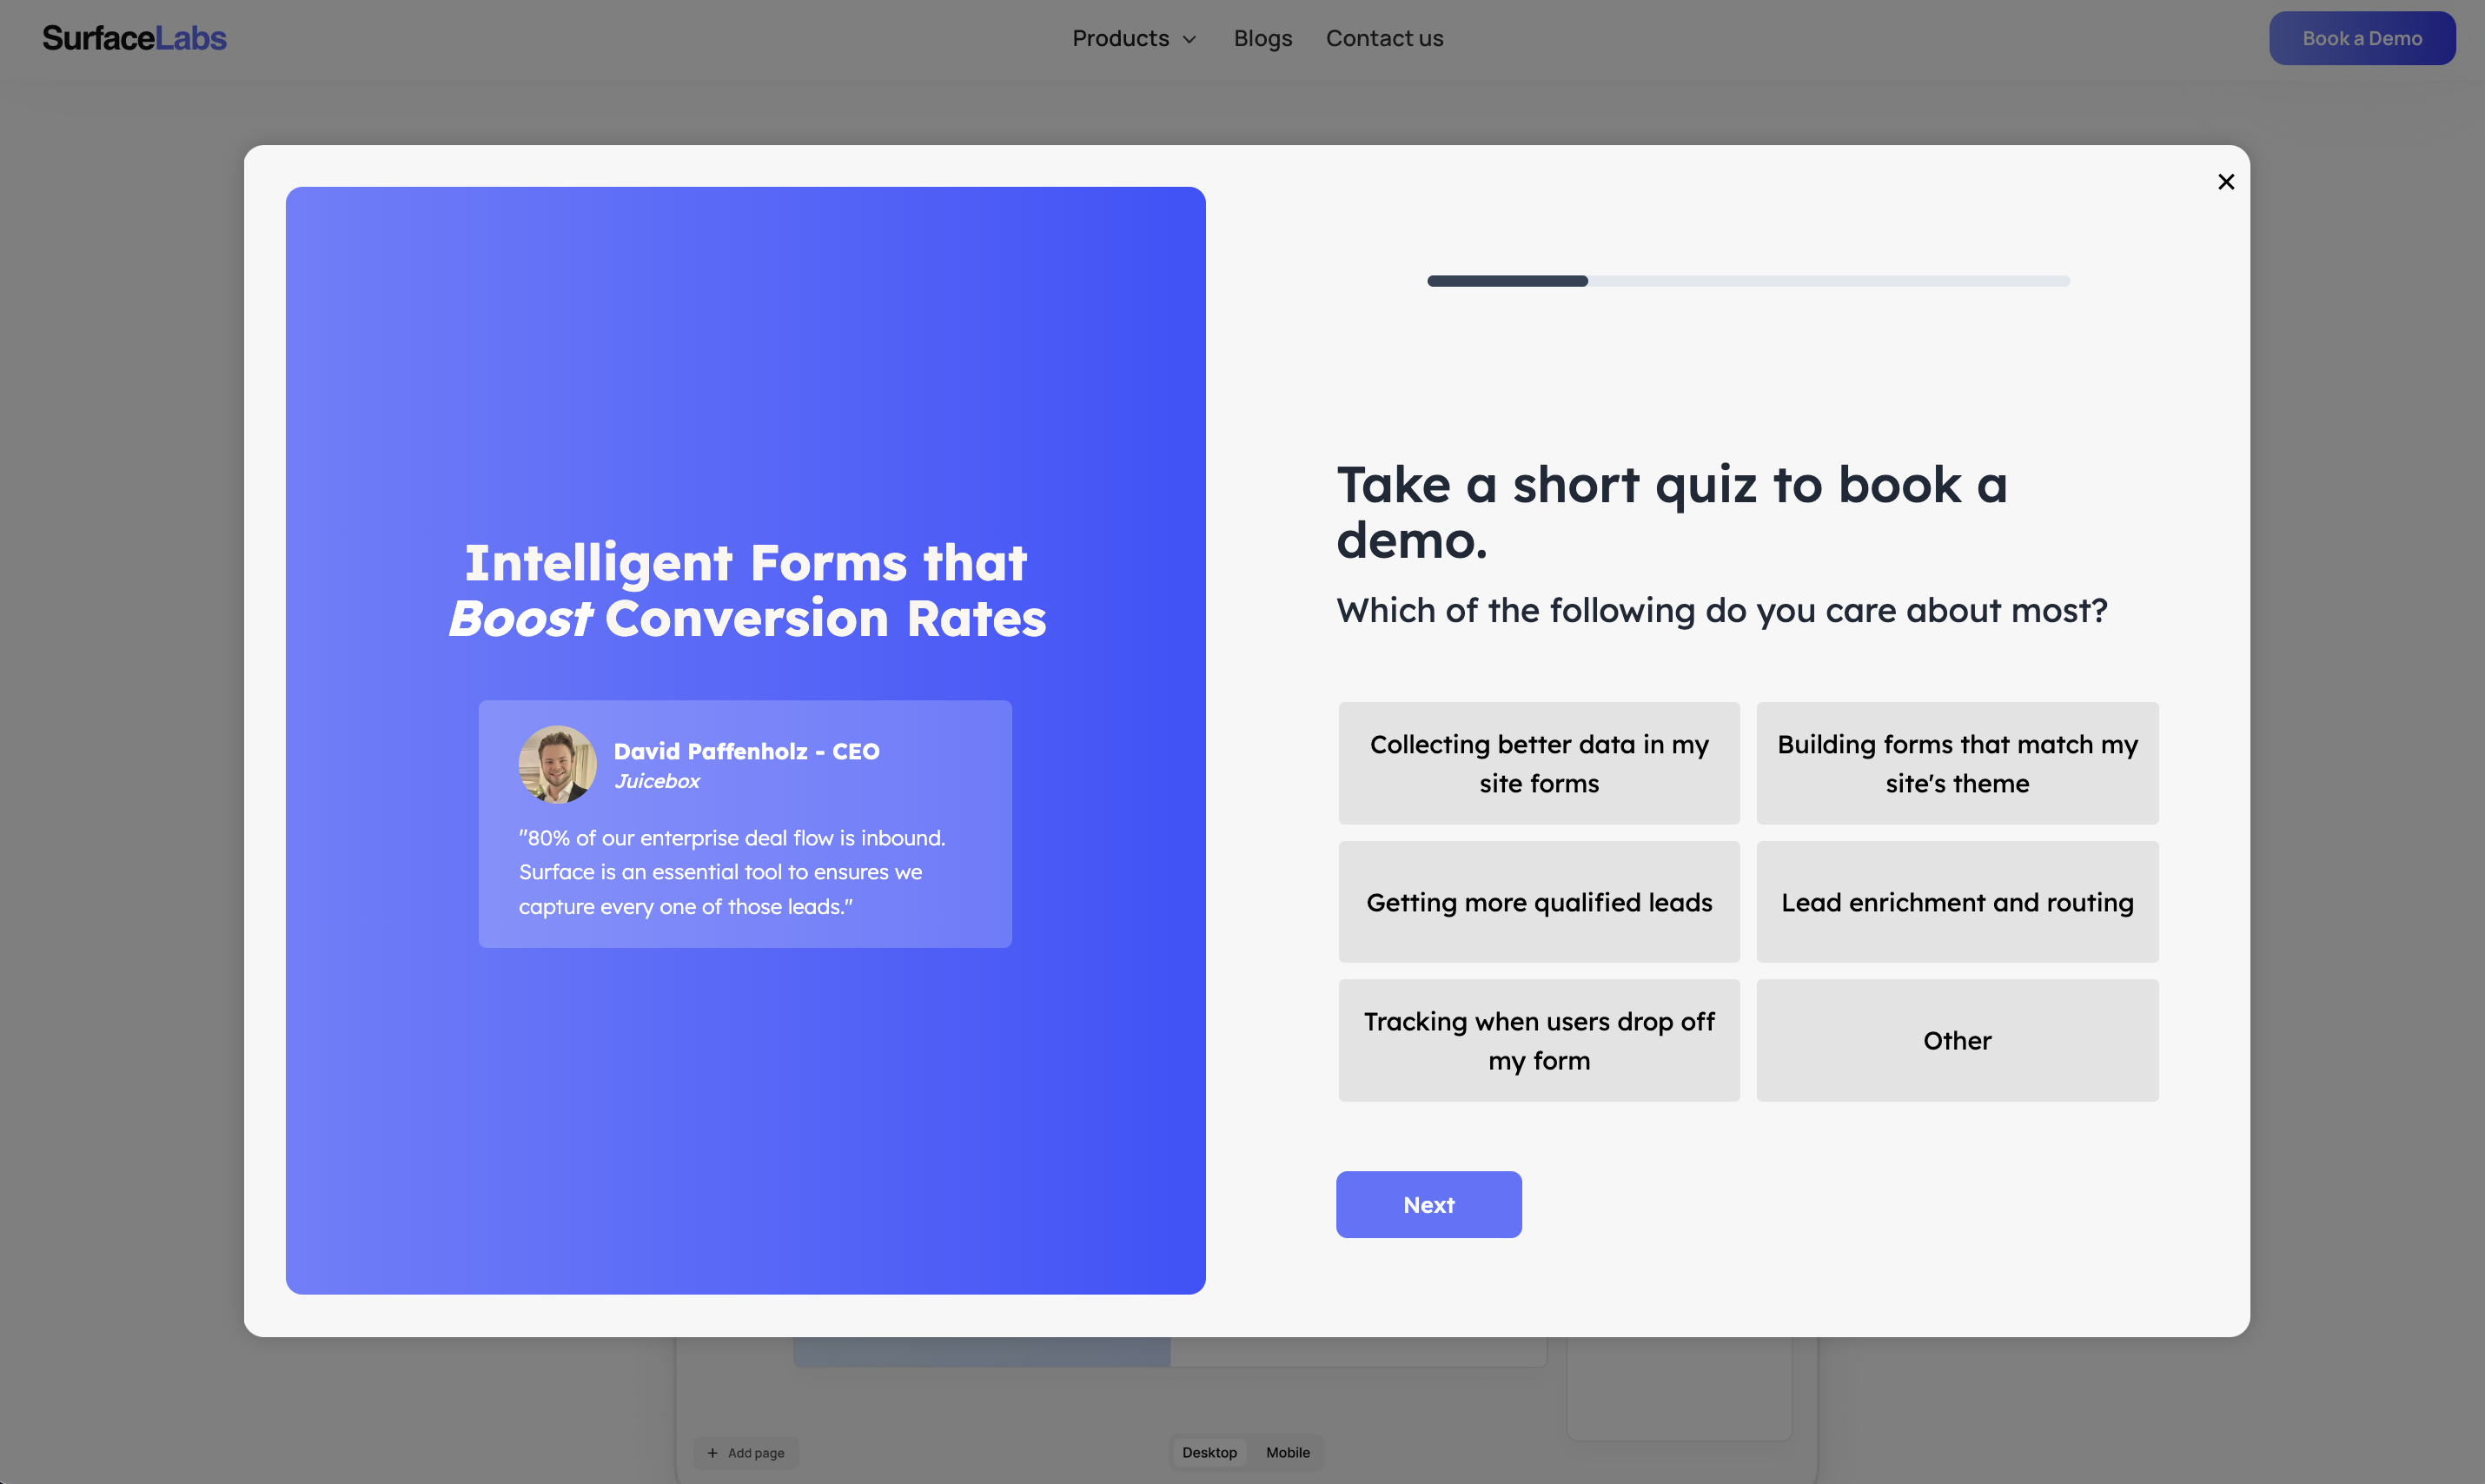 SurfaceLabs
Products
Blogs
Contact us
Book a Demo
Intelligent Forms that
Boost Conversion Rates
David Paffenholz - CEO
Juicebox
"80% of our enterprise deal flow is inbound.
Surface is an essential tool to ensures we
capture every one of those leads."
Take a short quiz to book a
demo.
Which of the following do you care about most?
Collecting better data in my
site forms
Building forms that match my
site's theme
Getting more qualified leads
Lead enrichment and routing
Tracking when users drop off
my form
Other
Next
+ Add page
Desktop
Mobile